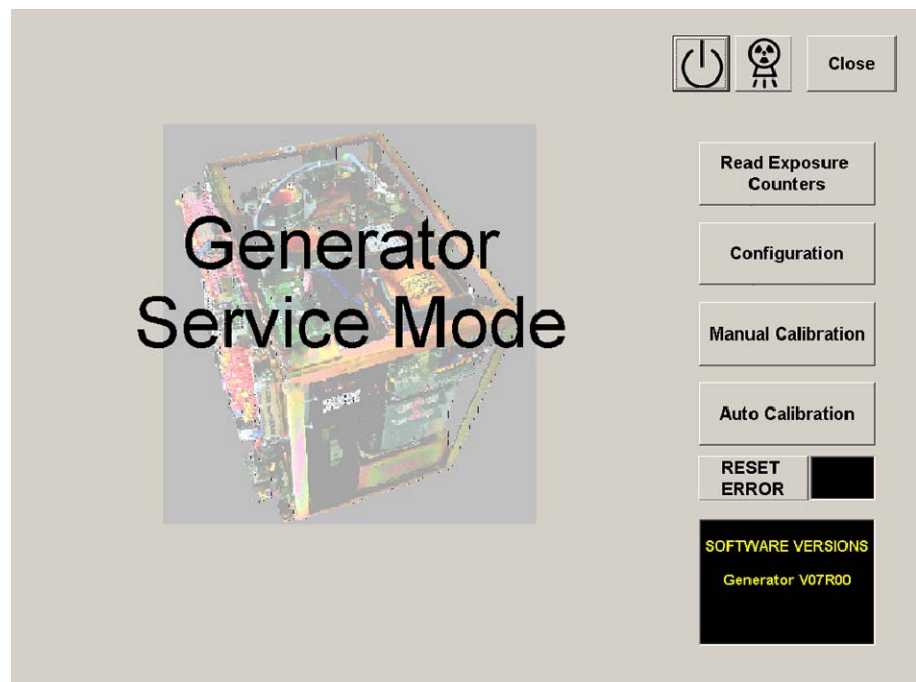 Close
Generator
Service Mode
Read Exposure
Counters
Configuration
Manual Calibration
Auto Calibration
RESET
ERROR
SOFTWARE VERSIONS
Generator V07R00